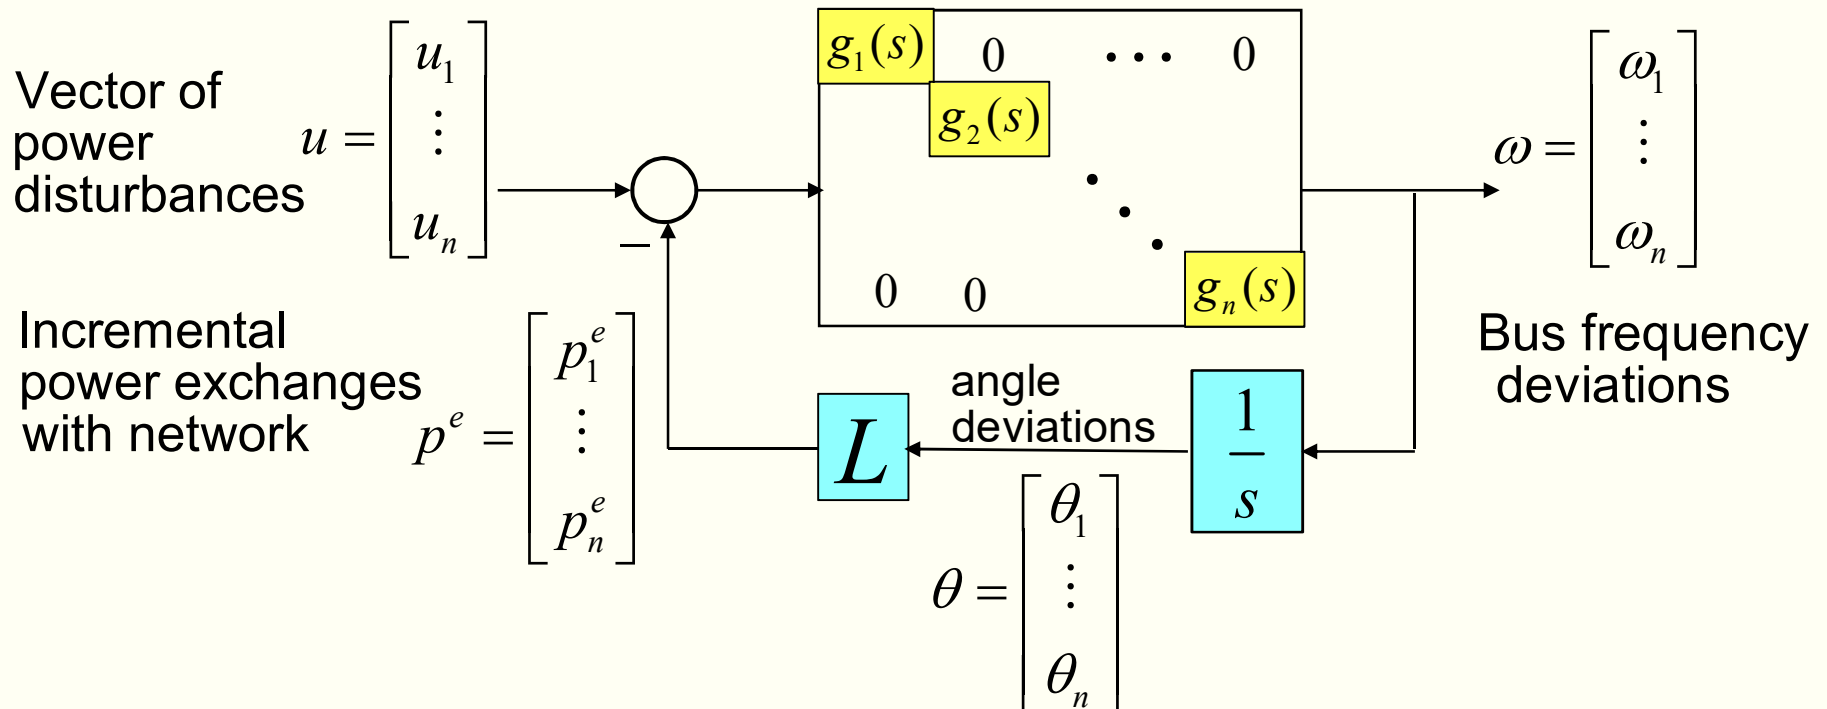 Vector of
power
disturbances
u = [u₁ ⋮ uₙ]
−
g₁(s) 0 ⋯ 0
g₂(s)
⋱
0 0 gₙ(s)
ω = [ω₁ ⋮ ωₙ]
Bus frequency
deviations
Incremental
power exchanges
with network
pᵉ = [p₁ᵉ ⋮ pₙᵉ]
L
angle
deviations
θ = [θ₁ ⋮ θₙ]
1
s